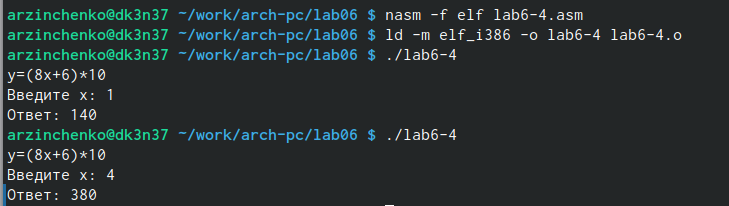 arzinchenko@dk3n37 ~/work/arch-pc/lab06 $ nasm -f elf lab6-4.asm
arzinchenko@dk3n37 ~/work/arch-pc/lab06 $ ld -m elf_i386 -o lab6-4 lab6-4.o
arzinchenko@dk3n37 ~/work/arch-pc/lab06 $ ./lab6-4
y=(8x+6)*10
Введите x: 1
Ответ: 140
arzinchenko@dk3n37 ~/work/arch-pc/lab06 $ ./lab6-4
y=(8x+6)*10
Введите x: 4
Ответ: 380